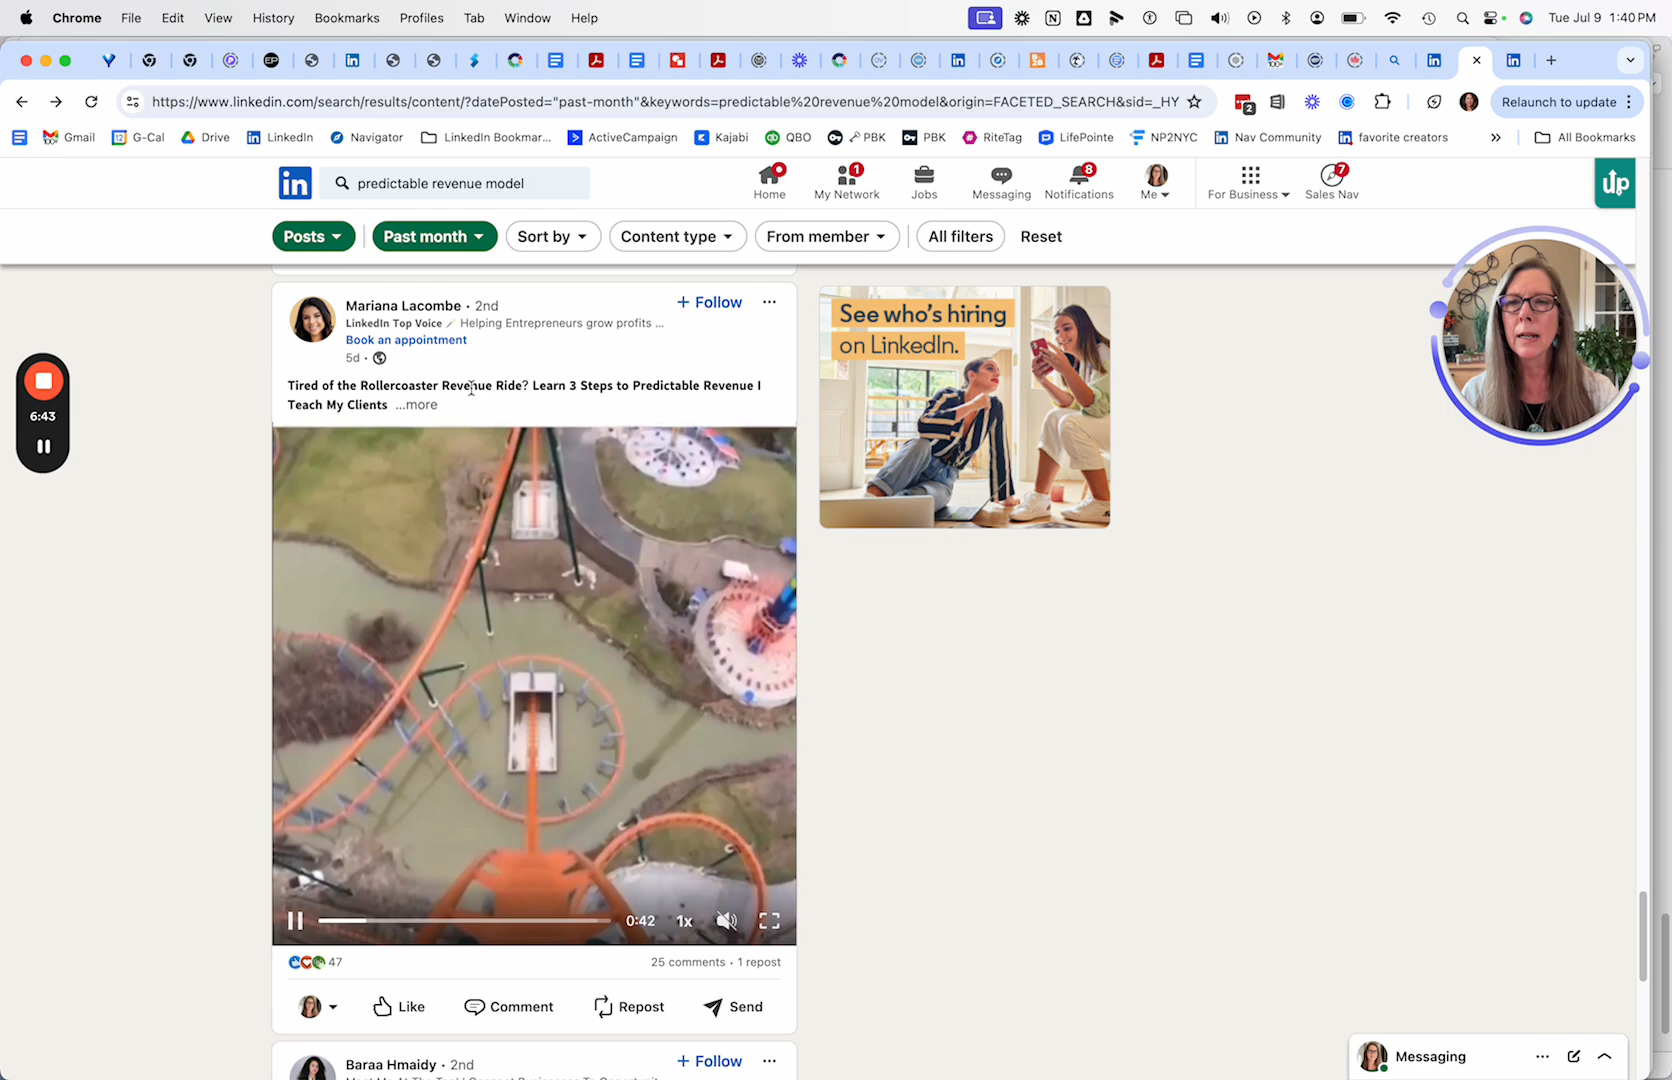 Chrome File Edit View History Bookmarks Profiles Tab Window Help Tue Jul 9 1:40 PM
https://www.linkedin.com/search/results/content/?datePosted="past-month"&keywords=predictable%20revenue%20model&origin=FACETED_SEARCH&sid=_HY 2 Relaunch to update
Gmail 12 G-Cal Drive LinkedIn Navigator LinkedIn Bookmar... ActiveCampaign Kajabi QBO PBK PBK RiteTag LifePointe NP2NYC Nav Community favorite creators » All Bookmarks
in predictable revenue model Home 1 My Network Jobs Messaging 8 Notifications Me For Business 7 Sales Nav up
Posts Past month Sort by Content type From member All filters Reset
Mariana Lacombe • 2nd + Follow ...
LinkedIn Top Voice Helping Entrepreneurs grow profits ...
Book an appointment
5d •
Tired of the Rollercoaster Revenue Ride? Learn 3 Steps to Predictable Revenue I
Teach My Clients ...more
See who's hiring
on LinkedIn.
6:43
0:42 1x
47 25 comments • 1 repost
Like Comment Repost Send
Baraa Hmaidy • 2nd + Follow ...
Messaging ...